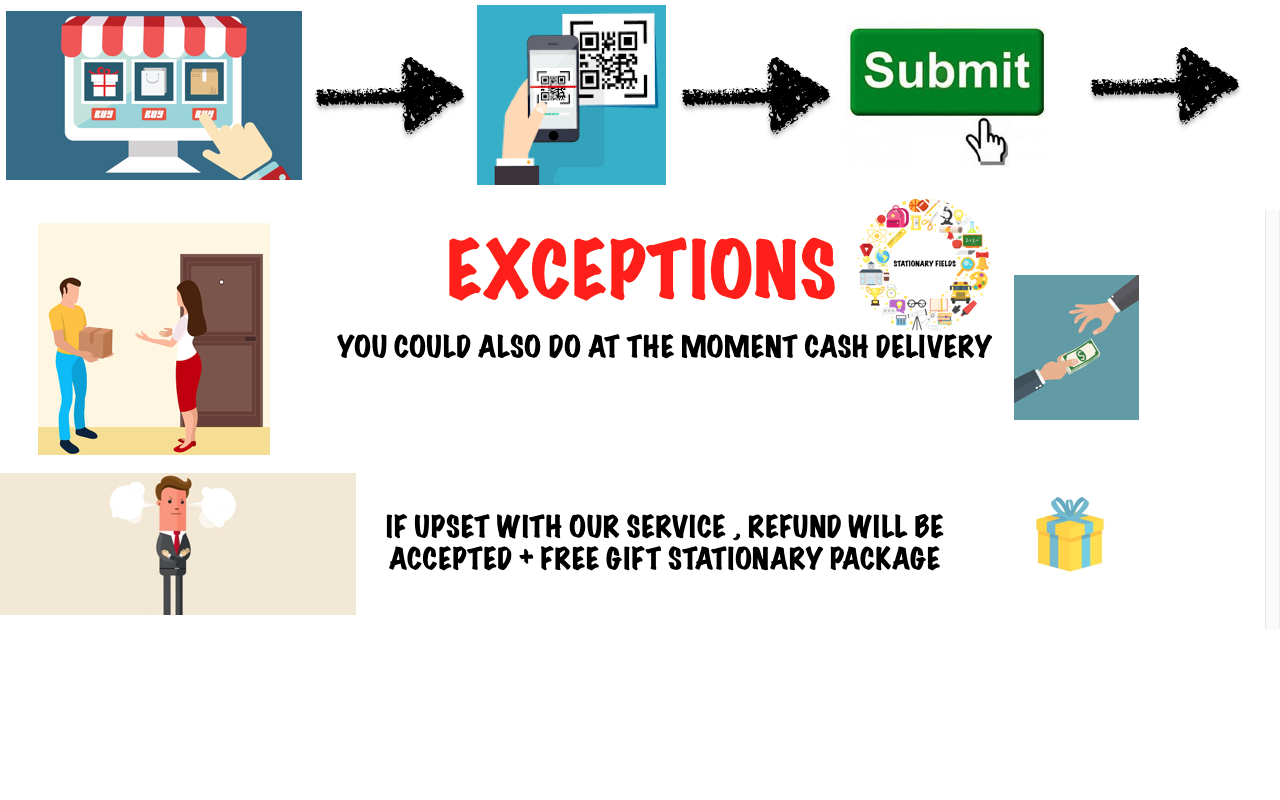 BUY BUY BUY
Submit
EXCEPTIONS
STATIONARY FIELDS
YOU COULD ALSO DO AT THE MOMENT CASH DELIVERY
IF UPSET WITH OUR SERVICE , REFUND WILL BE
ACCEPTED + FREE GIFT STATIONARY PACKAGE